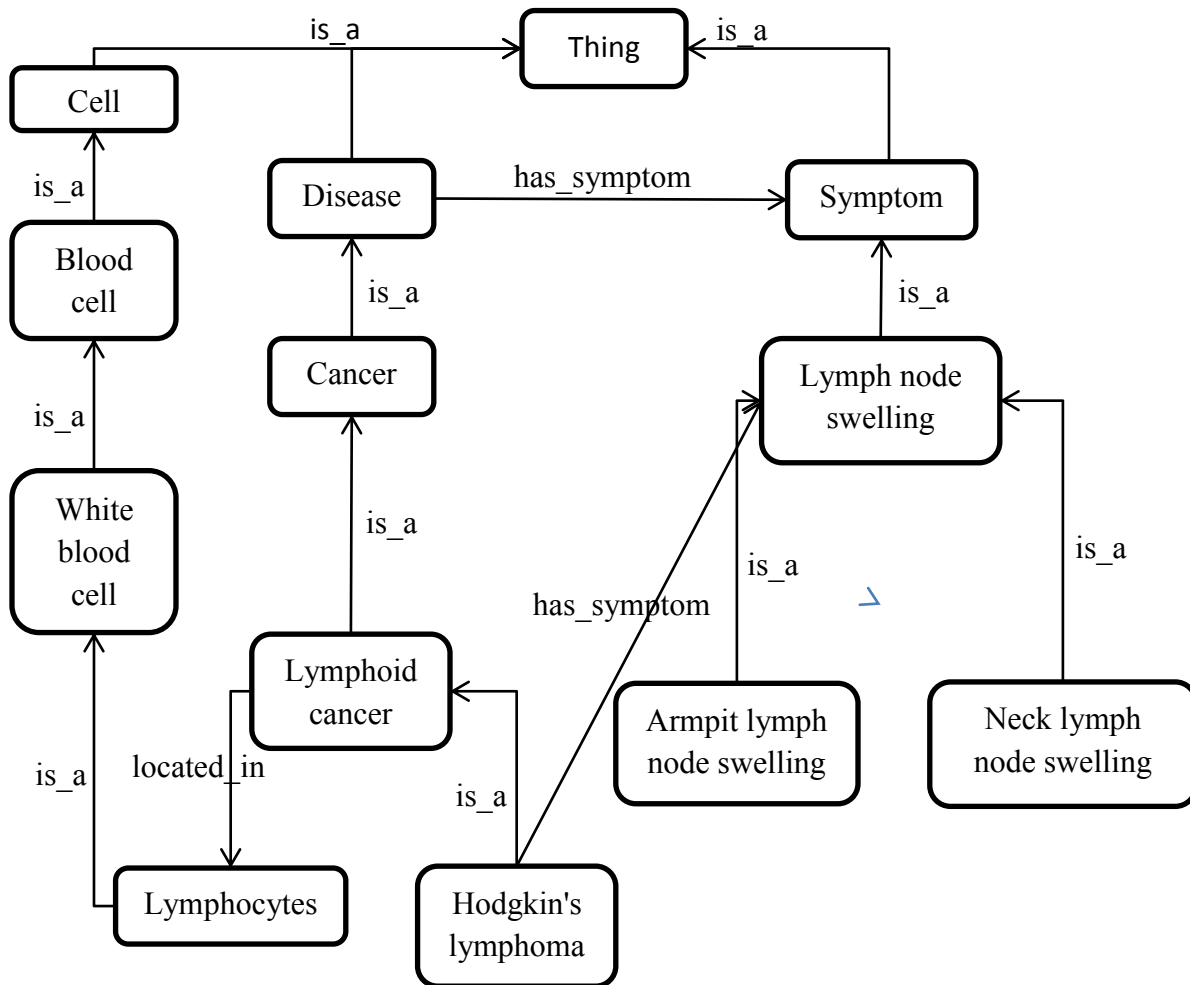 is_a
Thing
is_a
Cell
is_a
Disease
has_symptom
Symptom
Blood
cell
is_a
is_a
Cancer
Lymph node
swelling
is_a
White
blood
cell
is_a
is_a
is_a
has_symptom
Lymphoid
cancer
Armpit lymph
node swelling
Neck lymph
node swelling
is_a
located_in
is_a
Lymphocytes
Hodgkin's
lymphoma